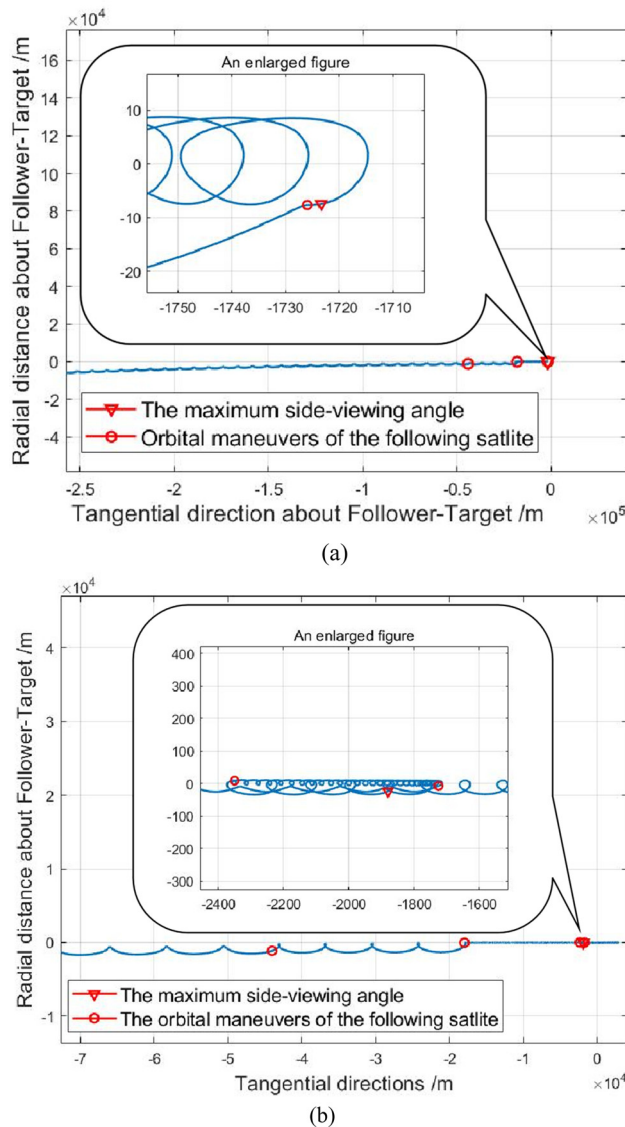 ×10⁴
An enlarged figure
16
14
12
10
8
6
4
2
0
-2
-4
10
0
-10
-20
-1750 -1740 -1730 -1720 -1710
Radial distance about Follower-Target /m
The maximum side-viewing angle
Orbital maneuvers of the following satlite
-2.5 -2 -1.5 -1 -0.5 0
Tangential direction about Follower-Target /m ×10⁵
(a)
×10⁴
An enlarged figure
4
3
2
1
0
-1
400
300
200
100
0
-100
-200
-300
-2400 -2200 -2000 -1800 -1600
Radial distance about Follower-Target /m
The maximum side-viewing angle
The orbital maneuvers of the following satlite
-7 -6 -5 -4 -3 -2 -1 0
Tangential directions /m ×10⁴
(b)